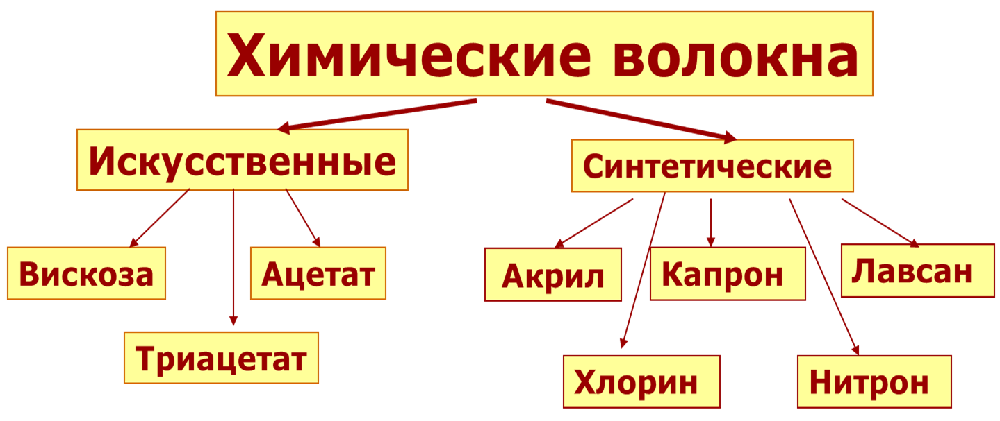 Химические волокна
Искусственные
Синтетические
Вискоза
Ацетат
Акрил
Капрон
Лавсан
Триацетат
Хлорин
Нитрон